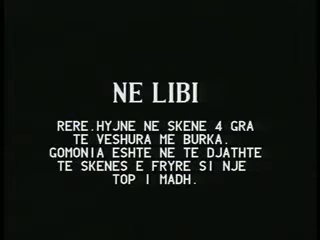 NE LIBI
RERE.HYJNE NE SKENE 4 GRA
TE VESHURA ME BURKA.
GOMONIA ESHTE NE TE DJATHTE
TE SKENES E FRYRE SI NJE
TOP I MADH.